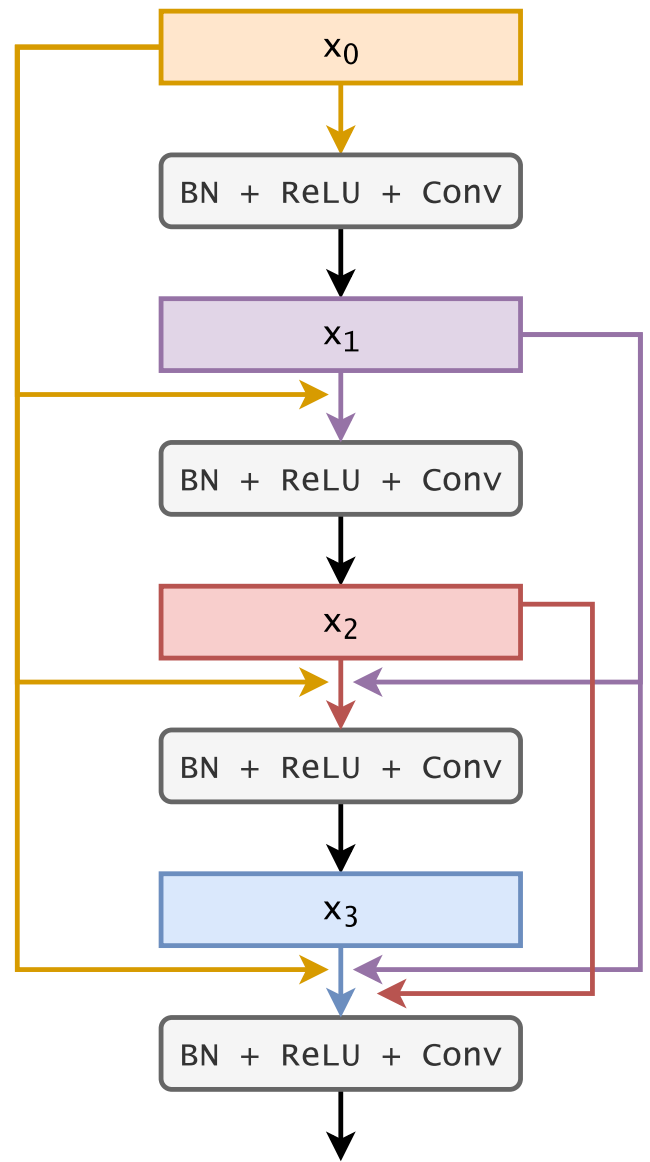 x₀
BN + ReLU + Conv
x₁
BN + ReLU + Conv
x₂
BN + ReLU + Conv
x₃
BN + ReLU + Conv